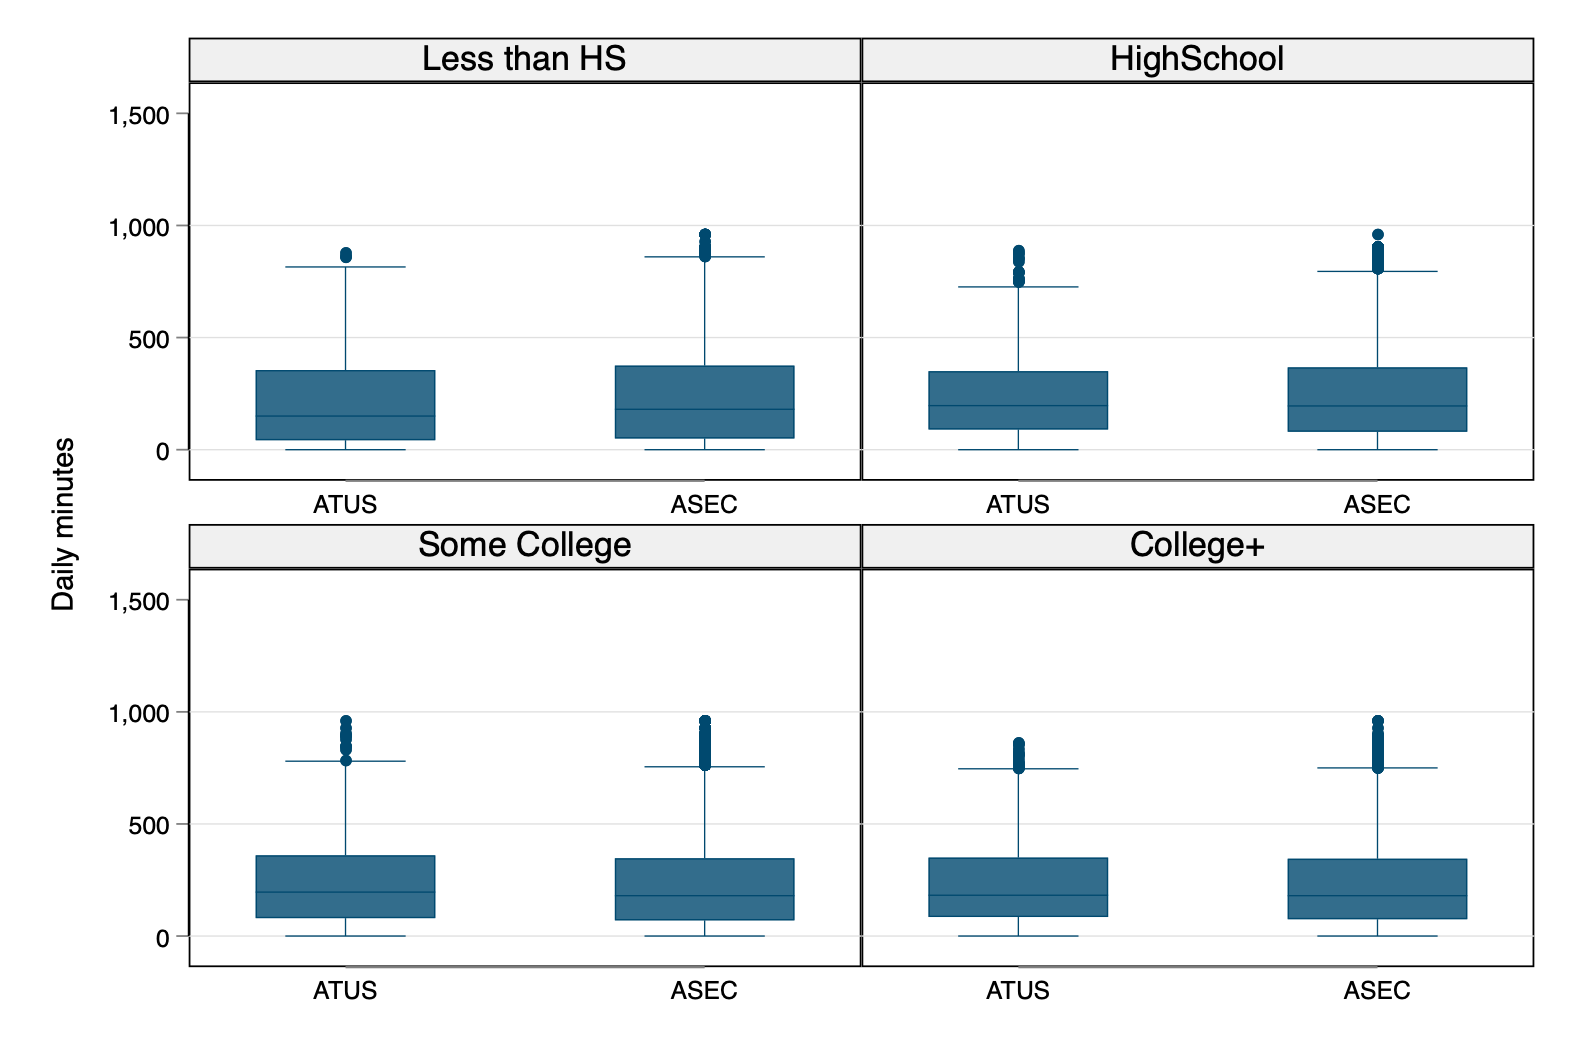 Less than HS
HighSchool
1,500
1,000
500
0
ATUS
ASEC
ATUS
ASEC
Daily minutes
Some College
College+
1,500
1,000
500
0
ATUS
ASEC
ATUS
ASEC